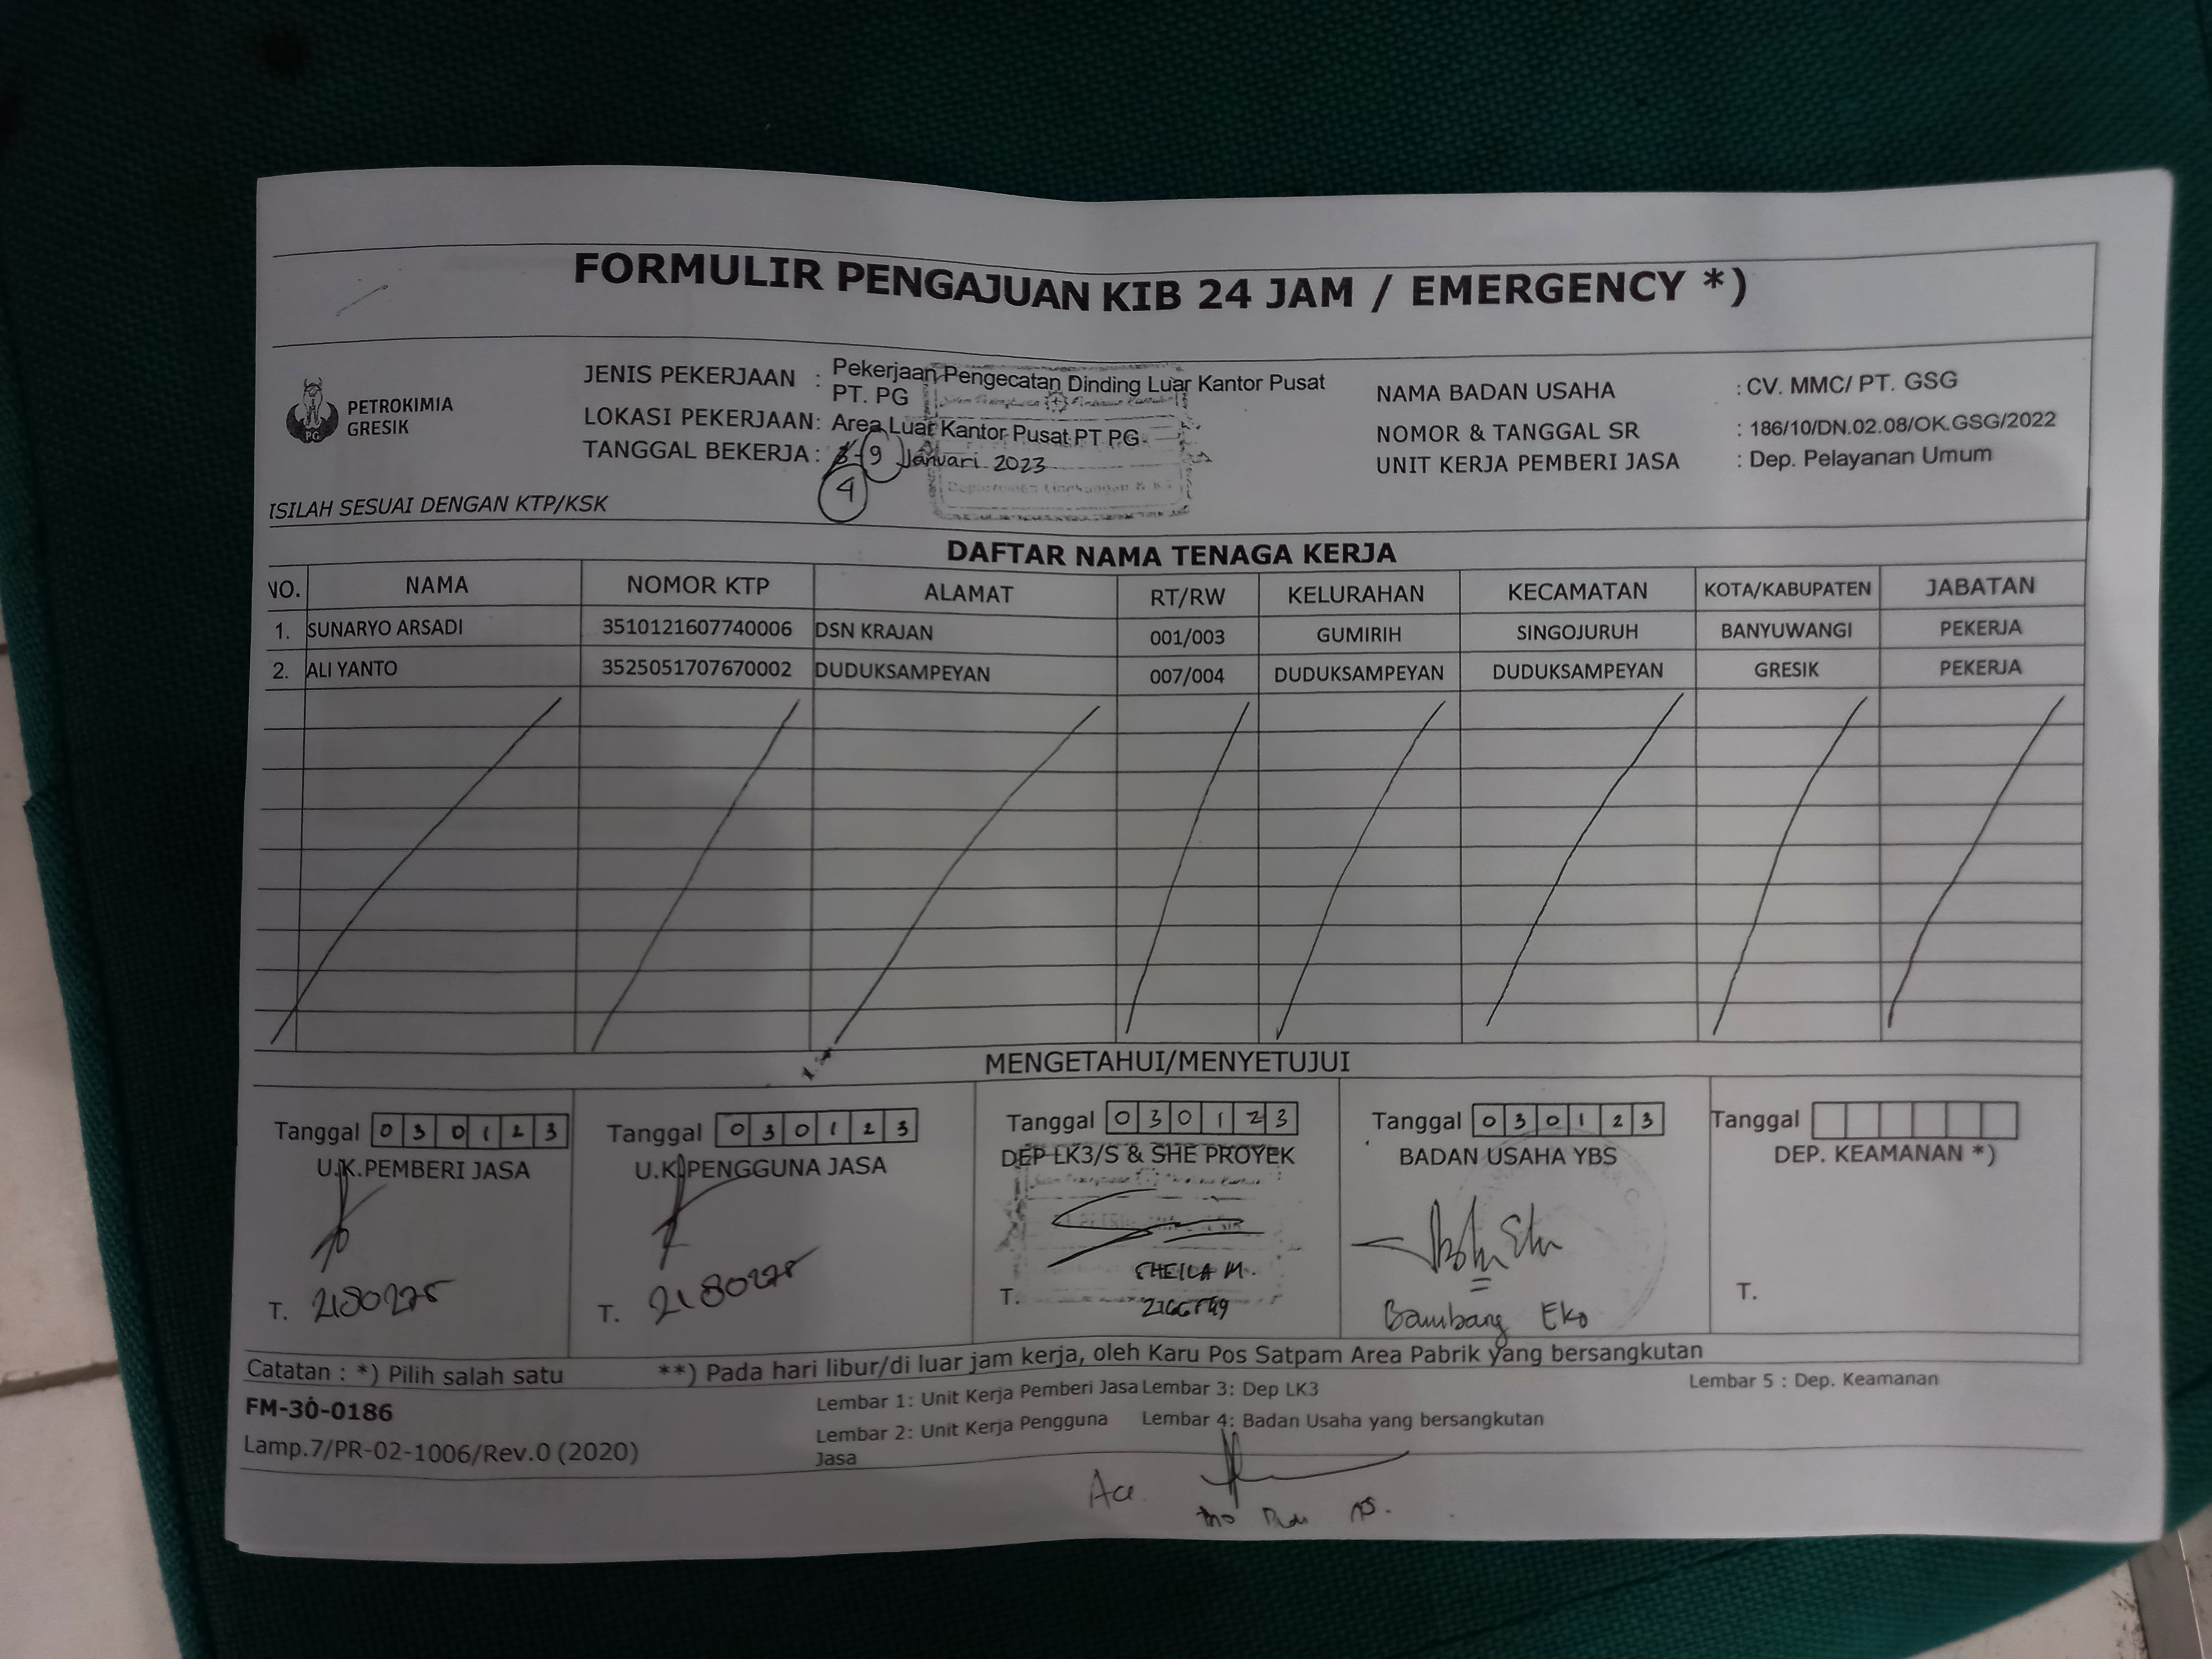 FORMULIR PENGAJUAN KIB 24 JAM / EMERGENCY *)
PETROKIMIA
GRESIK
JENIS PEKERJAAN : Pekerjaan Pengecatan Dinding Luar Kantor Pusat
PT. PG
LOKASI PEKERJAAN: Area Luar Kantor Pusat PT PG
TANGGAL BEKERJA : 9 Januari 2023
4
NAMA BADAN USAHA : CV. MMC/ PT. GSG
NOMOR & TANGGAL SR : 186/10/DN.02.08/OK.GSG/2022
UNIT KERJA PEMBERI JASA : Dep. Pelayanan Umum
ISILAH SESUAI DENGAN KTP/KSK
DAFTAR NAMA TENAGA KERJA
NO. NAMA NOMOR KTP ALAMAT RT/RW KELURAHAN KECAMATAN KOTA/KABUPATEN JABATAN
1. SUNARYO ARSADI 3510121607740006 DSN KRAJAN 001/003 GUMIRIH SINGOJURUH BANYUWANGI PEKERJA
2. ALI YANTO 3525051707670002 DUDUKSAMPEYAN 007/004 DUDUKSAMPEYAN DUDUKSAMPEYAN GRESIK PEKERJA
MENGETAHUI/MENYETUJUI
Tanggal 0 3 0 1 2 3 Tanggal 0 3 0 1 2 3 Tanggal 0 3 0 1 2 3 Tanggal 0 3 0 1 2 3 Tanggal
U.K.PEMBERI JASA U.K.PENGGUNA JASA DEP LK3/S & SHE PROYEK BADAN USAHA YBS DEP. KEAMANAN *)
T. T. T. Bambang Eko T.
Catatan : *) Pilih salah satu **) Pada hari libur/di luar jam kerja, oleh Karu Pos Satpam Area Pabrik yang bersangkutan
FM-30-0186 Lembar 1: Unit Kerja Pemberi Jasa Lembar 3: Dep LK3 Lembar 5 : Dep. Keamanan
Lamp.7/PR-02-1006/Rev.0 (2020) Lembar 2: Unit Kerja Pengguna Lembar 4: Badan Usaha yang bersangkutan
Jasa